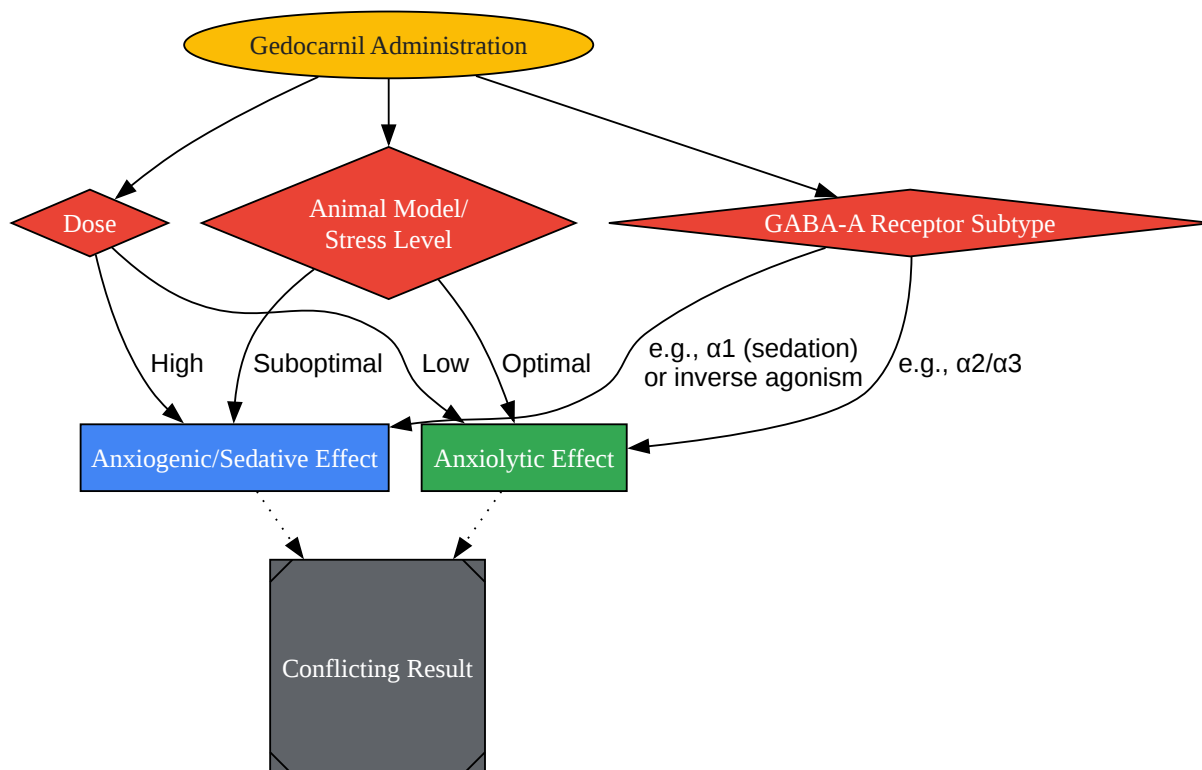 Gedocarnil Administration
Dose
Animal Model/
Stress Level
GABA-A Receptor Subtype
High
Suboptimal
Low
Optimal
e.g., α1 (sedation)
or inverse agonism
e.g., α2/α3
Anxiogenic/Sedative Effect
Anxiolytic Effect
Conflicting Result